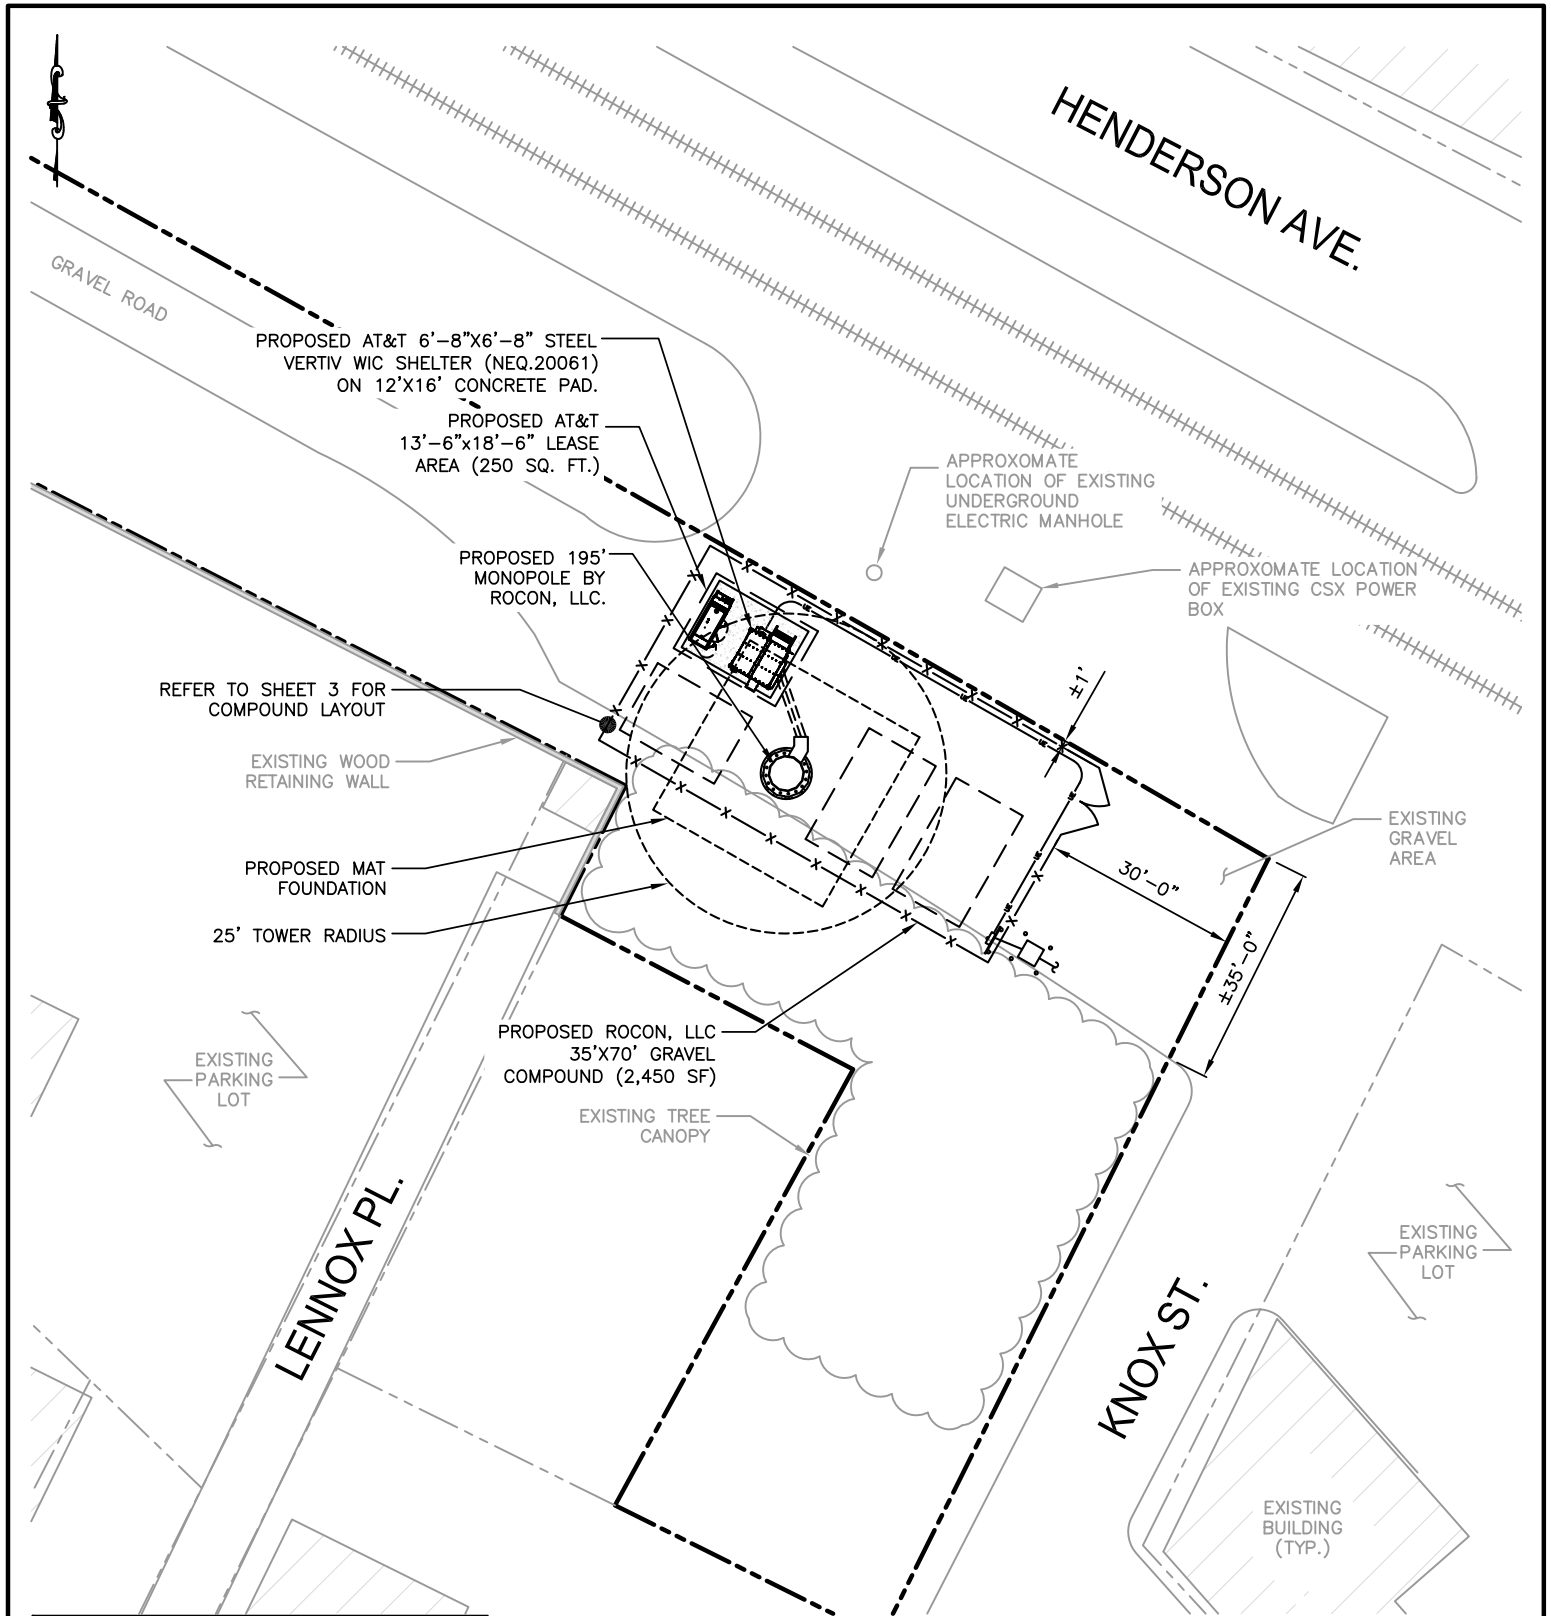 HENDERSON AVE.
GRAVEL ROAD
PROPOSED AT&T 6'-8"X6'-8" STEEL
VERTIV WIC SHELTER (NEQ.20061)
ON 12'X16' CONCRETE PAD.
PROPOSED AT&T
13'-6"x18'-6" LEASE
AREA (250 SQ. FT.)
APPROXOMATE
LOCATION OF EXISTING
UNDERGROUND
ELECTRIC MANHOLE
PROPOSED 195'
MONOPOLE BY
ROCON, LLC.
APPROXOMATE LOCATION
OF EXISTING CSX POWER
BOX
±1'
REFER TO SHEET 3 FOR
COMPOUND LAYOUT
EXISTING WOOD
RETAINING WALL
EXISTING
GRAVEL
AREA
PROPOSED MAT
FOUNDATION
30'-0"
25' TOWER RADIUS
±35'-0"
PROPOSED ROCON, LLC
35'X70' GRAVEL
COMPOUND (2,450 SF)
EXISTING
PARKING
LOT
EXISTING TREE
CANOPY
LENNOX PL.
EXISTING
PARKING
LOT
KNOX ST.
EXISTING
BUILDING
(TYP.)